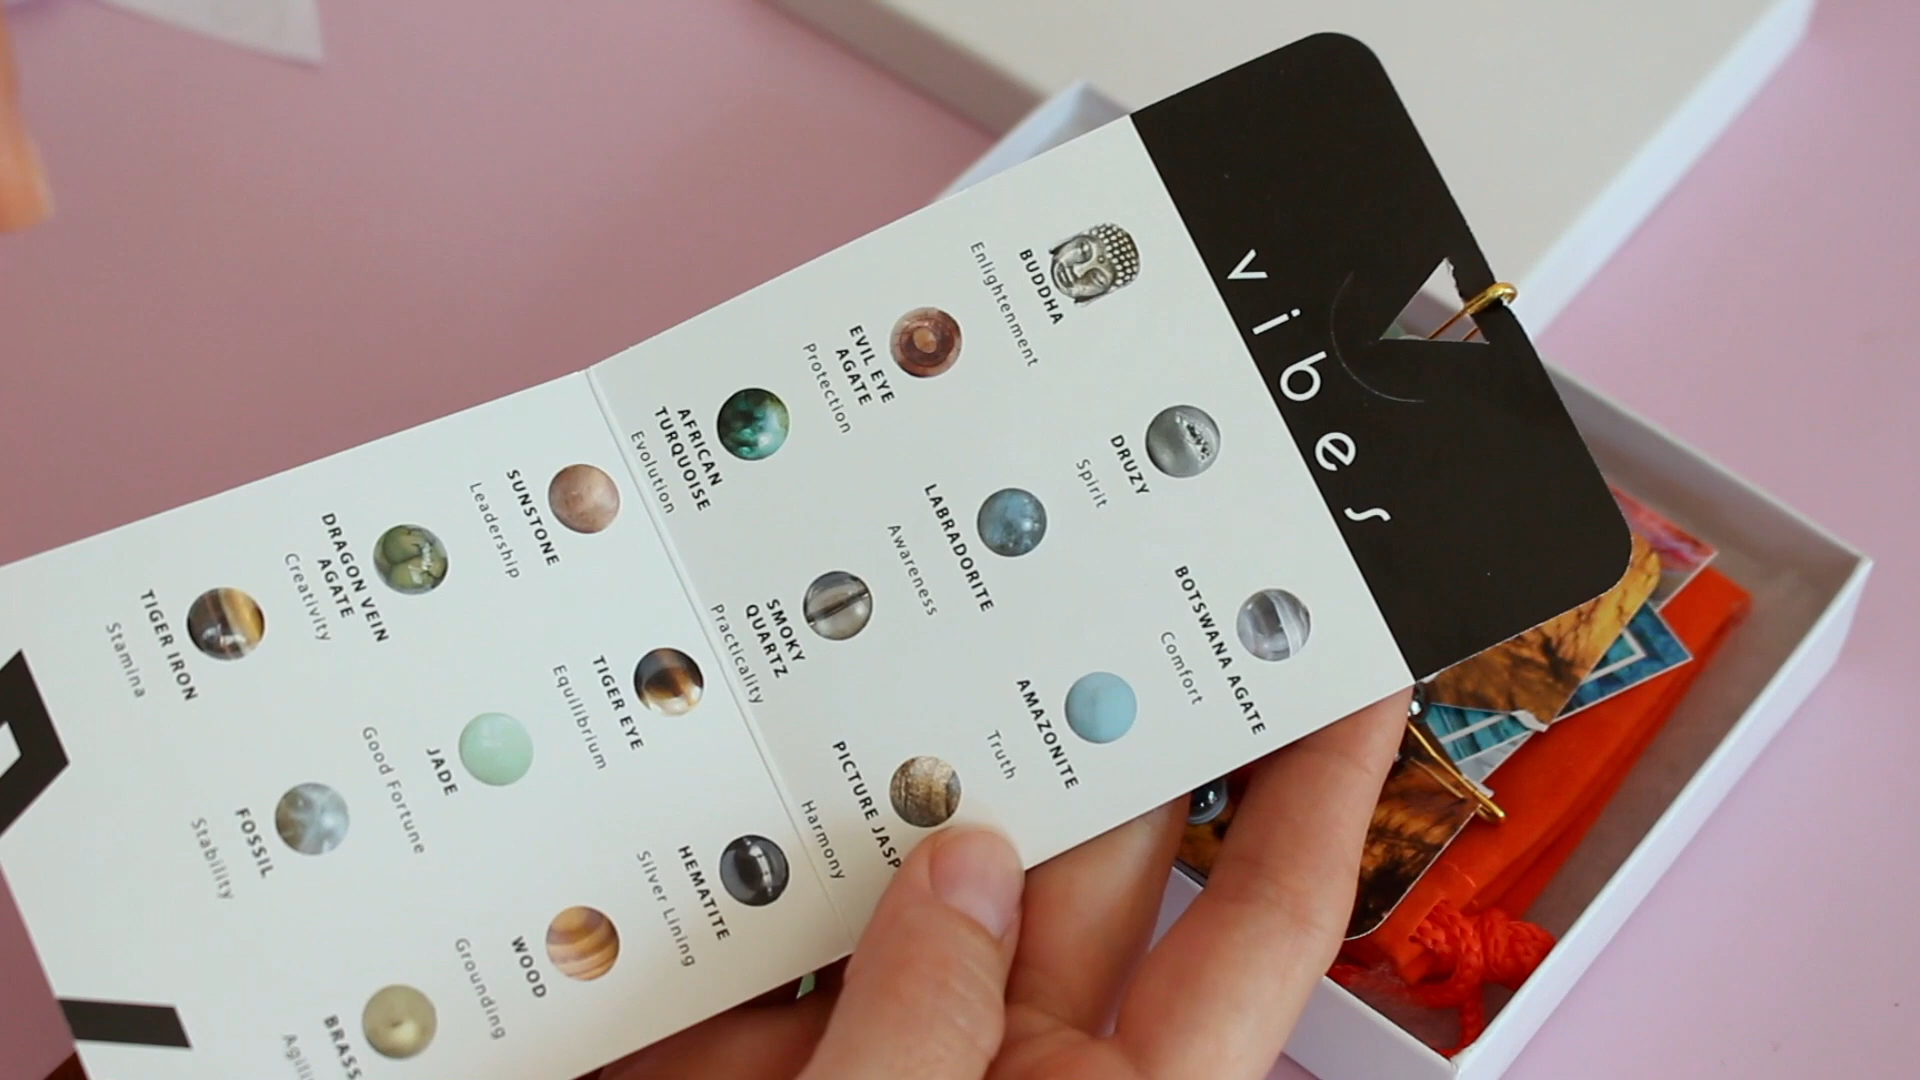 vibes
BUDDHA
Enlightenment
DRUZY
Spirit
BOTSWANA AGATE
Comfort
EVIL EYE
AGATE
Protection
LABRADORITE
Awareness
AMAZONITE
Truth
AFRICAN
TURQUOISE
Evolution
SMOKY
QUARTZ
Practicality
PICTURE JASP
Harmony
SUNSTONE
Leadership
TIGER EYE
Equilibrium
HEMATITE
Silver Lining
DRAGON VEIN
AGATE
Creativity
JADE
Good Fortune
WOOD
Grounding
TIGER IRON
Stamina
FOSSIL
Stability
BRASS
Agili